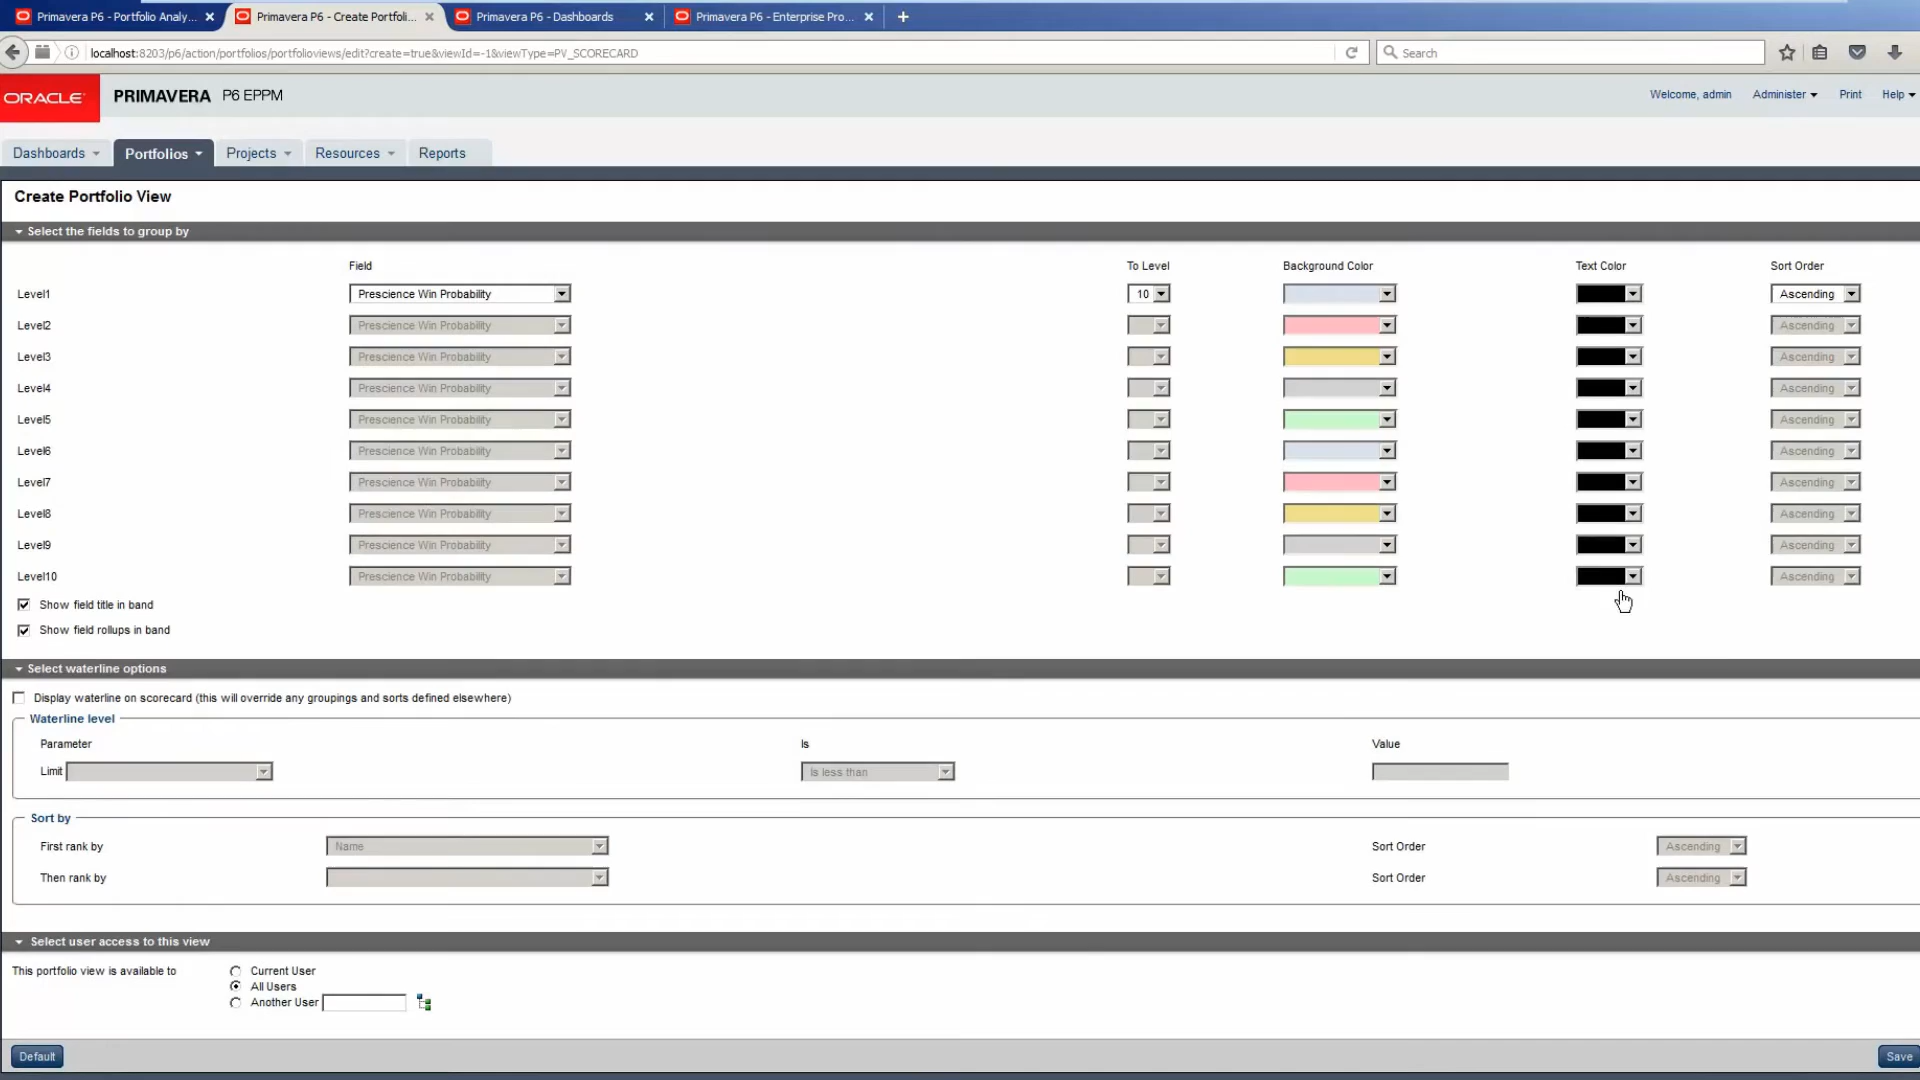 Primavera P6 - Portfolio Analy... × Primavera P6 - Create Portfoli... × Primavera P6 - Dashboards × Primavera P6 - Enterprise Pro... × +
localhost:8203/p6/action/portfolios/portfolioviews/edit?create=true&viewId=-1&viewType=PV_SCORECARD Search
ORACLE PRIMAVERA P6 EPPM Welcome, admin Administer Print Help
Dashboards Portfolios Projects Resources Reports
Create Portfolio View
Select the fields to group by
Field To Level Background Color Text Color Sort Order
Level1 Prescience Win Probability 10 Ascending
Level2 Prescience Win Probability Ascending
Level3 Prescience Win Probability Ascending
Level4 Prescience Win Probability Ascending
Level5 Prescience Win Probability Ascending
Level6 Prescience Win Probability Ascending
Level7 Prescience Win Probability Ascending
Level8 Prescience Win Probability Ascending
Level9 Prescience Win Probability Ascending
Level10 Prescience Win Probability Ascending
Show field title in band
Show field rollups in band
Select waterline options
Display waterline on scorecard (this will override any groupings and sorts defined elsewhere)
Waterline level
Parameter Is Value
Limit Is less than
Sort by
First rank by Name Sort Order Ascending
Then rank by Sort Order Ascending
Select user access to this view
This portfolio view is available to Current User
All Users
Another User
Default Save